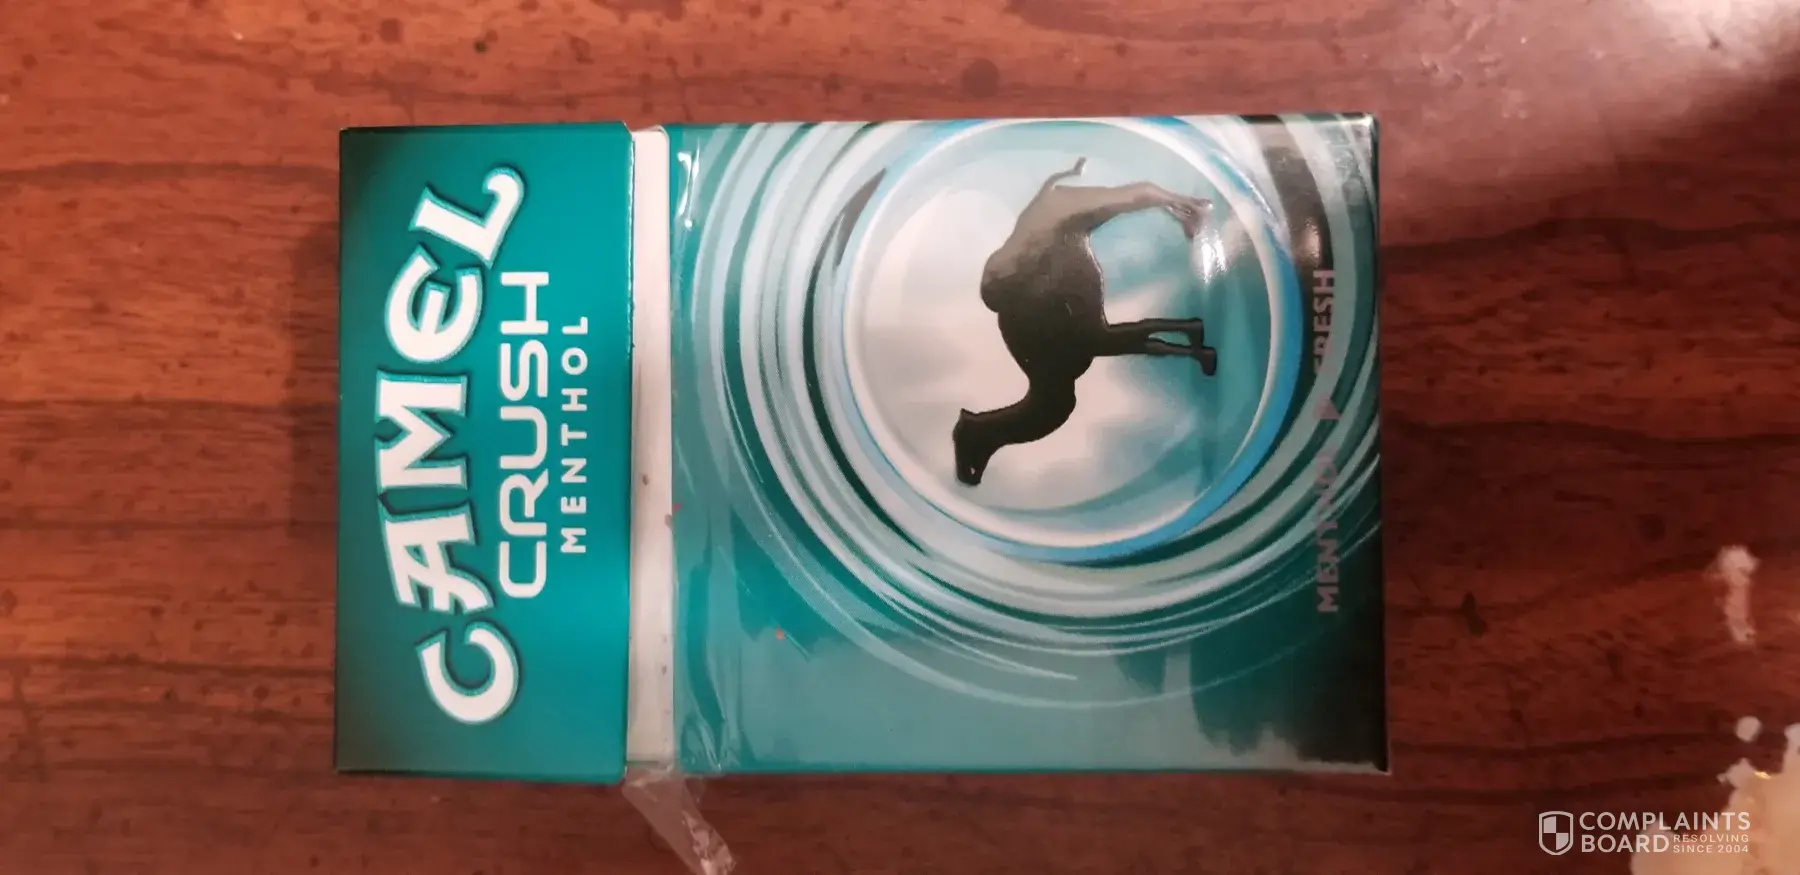 CAMEL
CRUSH
MENTHOL
MENTHOL ▶ FRESH
COMPLAINTS
BOARD RESOLVING
SINCE 2004